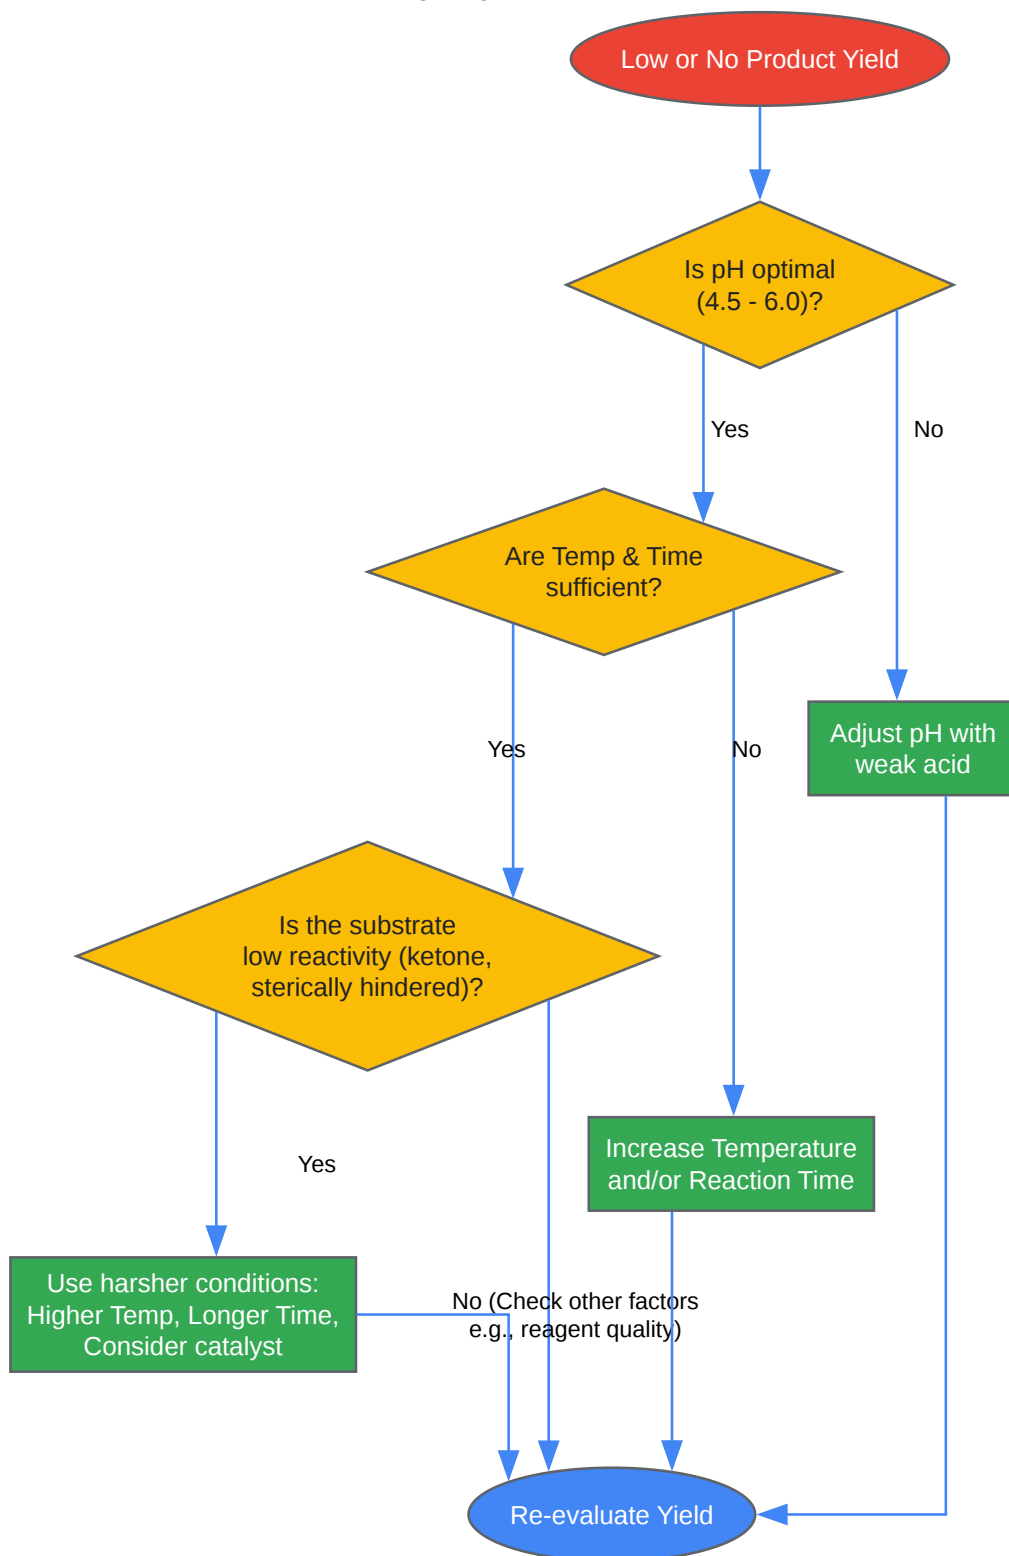 Low or No Product Yield
Is pH optimal
(4.5 - 6.0)?
Yes
No
Are Temp & Time
sufficient?
Yes
No
Adjust pH with
weak acid
Is the substrate
low reactivity (ketone,
sterically hindered)?
Yes
Increase Temperature
and/or Reaction Time
Use harsher conditions:
Higher Temp, Longer Time,
Consider catalyst
No (Check other factors
e.g., reagent quality)
Re-evaluate Yield